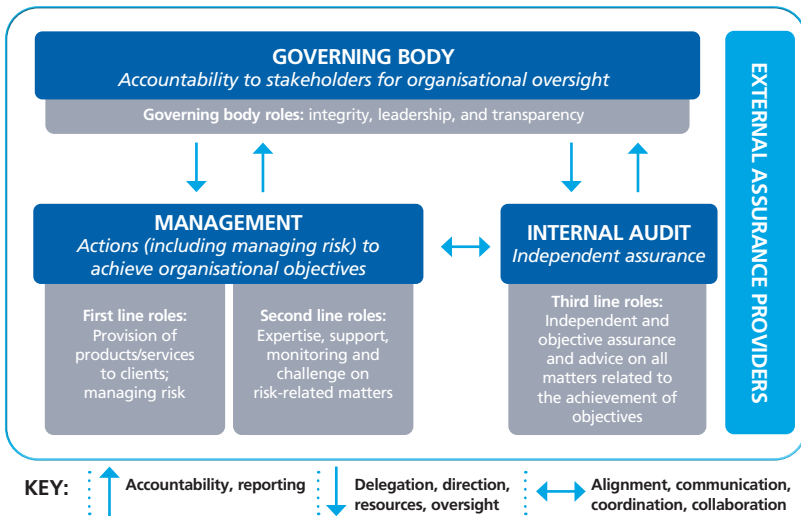 GOVERNING BODY
Accountability to stakeholders for organisational oversight
Governing body roles: integrity, leadership, and transparency
MANAGEMENT
Actions (including managing risk) to
achieve organisational objectives
INTERNAL AUDIT
Independent assurance
First line roles:
Provision of
products/services
to clients;
managing risk
Second line roles:
Expertise, support,
monitoring and
challenge on
risk-related matters
Third line roles:
Independent and
objective assurance
and advice on all
matters related to
the achievement of
objectives
EXTERNAL ASSURANCE PROVIDERS
KEY:
Accountability, reporting
Delegation, direction,
resources, oversight
Alignment, communication,
coordination, collaboration